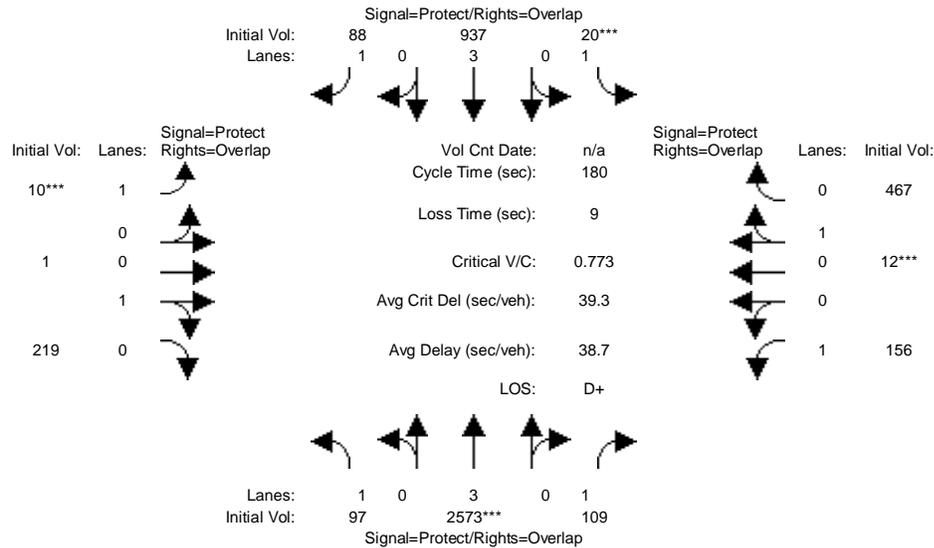 Signal=Protect/Rights=Overlap
Initial Vol: 88 937 20***
Lanes: 1 0 3 0 1
Signal=Protect
Initial Vol: Lanes: Rights=Overlap
Vol Cnt Date: n/a
Signal=Protect
Rights=Overlap Lanes: Initial Vol:
Cycle Time (sec): 180
10*** 1
0 467
Loss Time (sec): 9
0
1
1 0
Critical V/C: 0.773
0 12***
1
Avg Crit Del (sec/veh): 39.3
0
219 0
Avg Delay (sec/veh): 38.7
1 156
LOS: D+
Lanes: 1 0 3 0 1
Initial Vol: 97 2573*** 109
Signal=Protect/Rights=Overlap